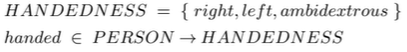 HANDEDNESS = { right, left, ambidextrous }
handed ∈ PERSON → HANDEDNESS